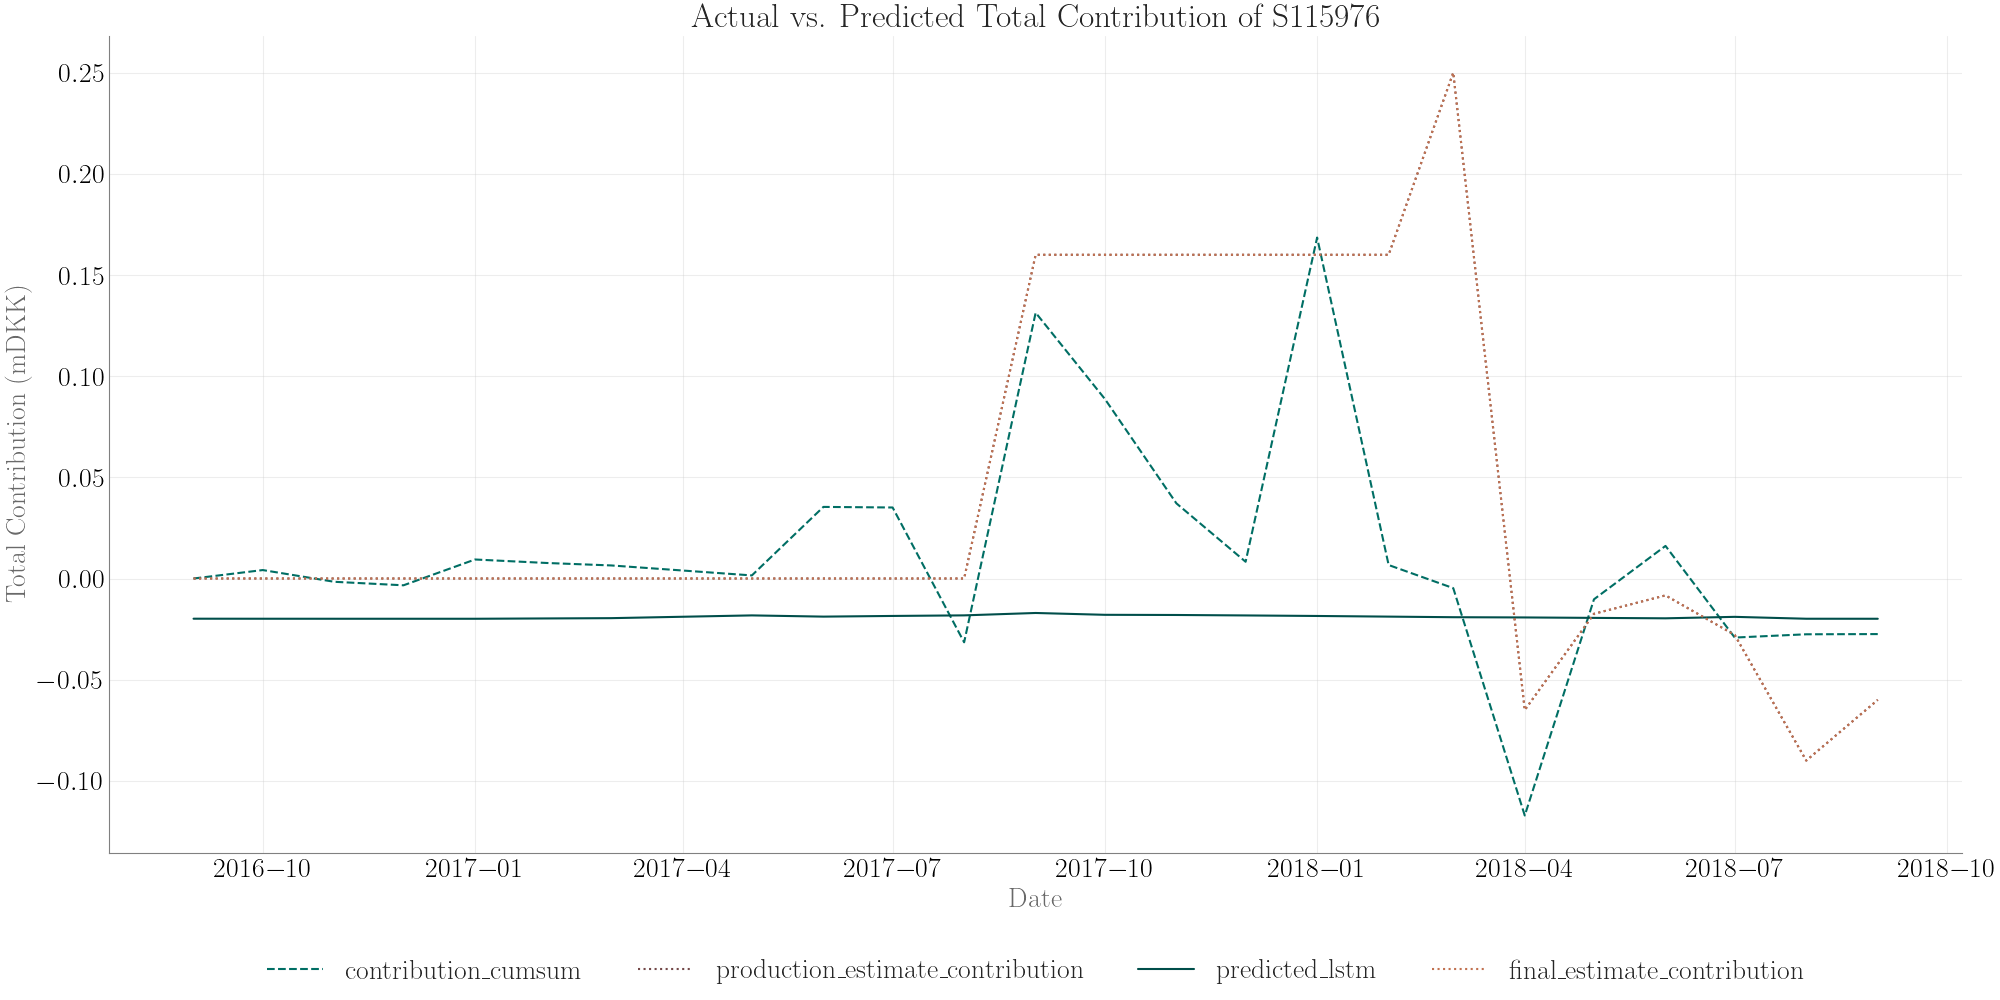 Actual vs. Predicted Total Contribution of S115976
Total Contribution (mDKK)
0.25
0.20
0.15
0.10
0.05
0.00
−0.05
−0.10
2016−10 2017−01 2017−04 2017−07 2017−10 2018−01 2018−04 2018−07 2018−10
Date
contribution_cumsum production_estimate_contribution predicted_lstm final_estimate_contribution